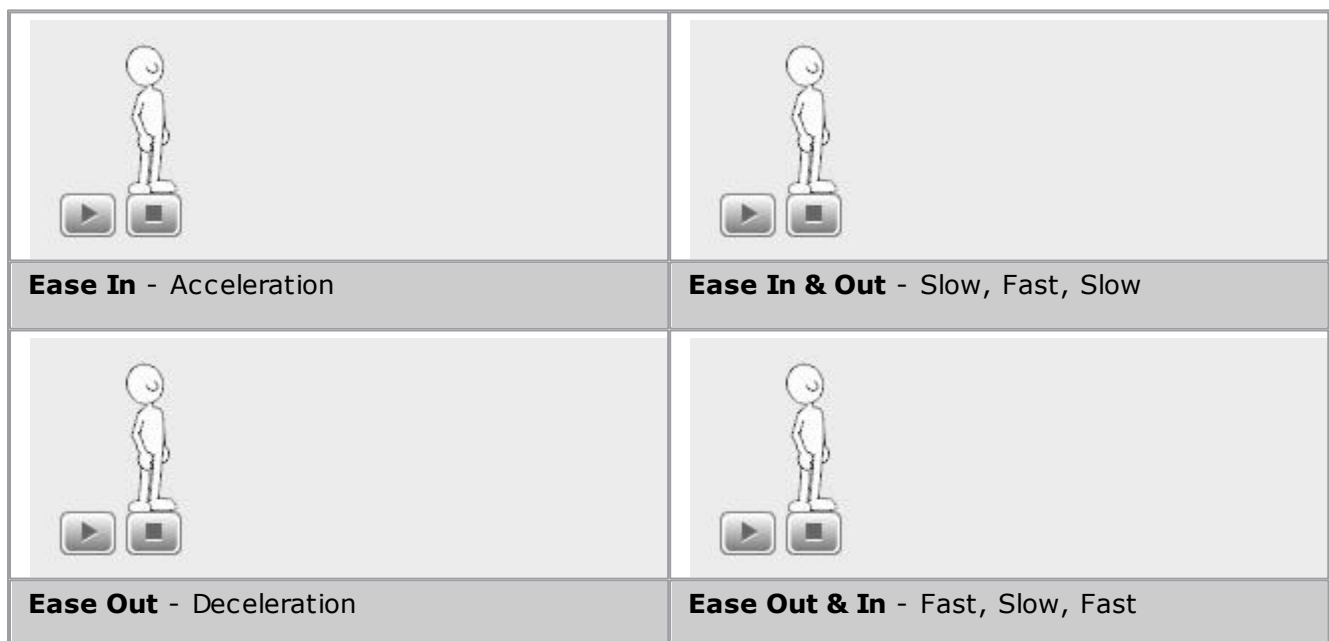 Ease In - Acceleration
Ease In & Out - Slow, Fast, Slow
Ease Out - Deceleration
Ease Out & In - Fast, Slow, Fast